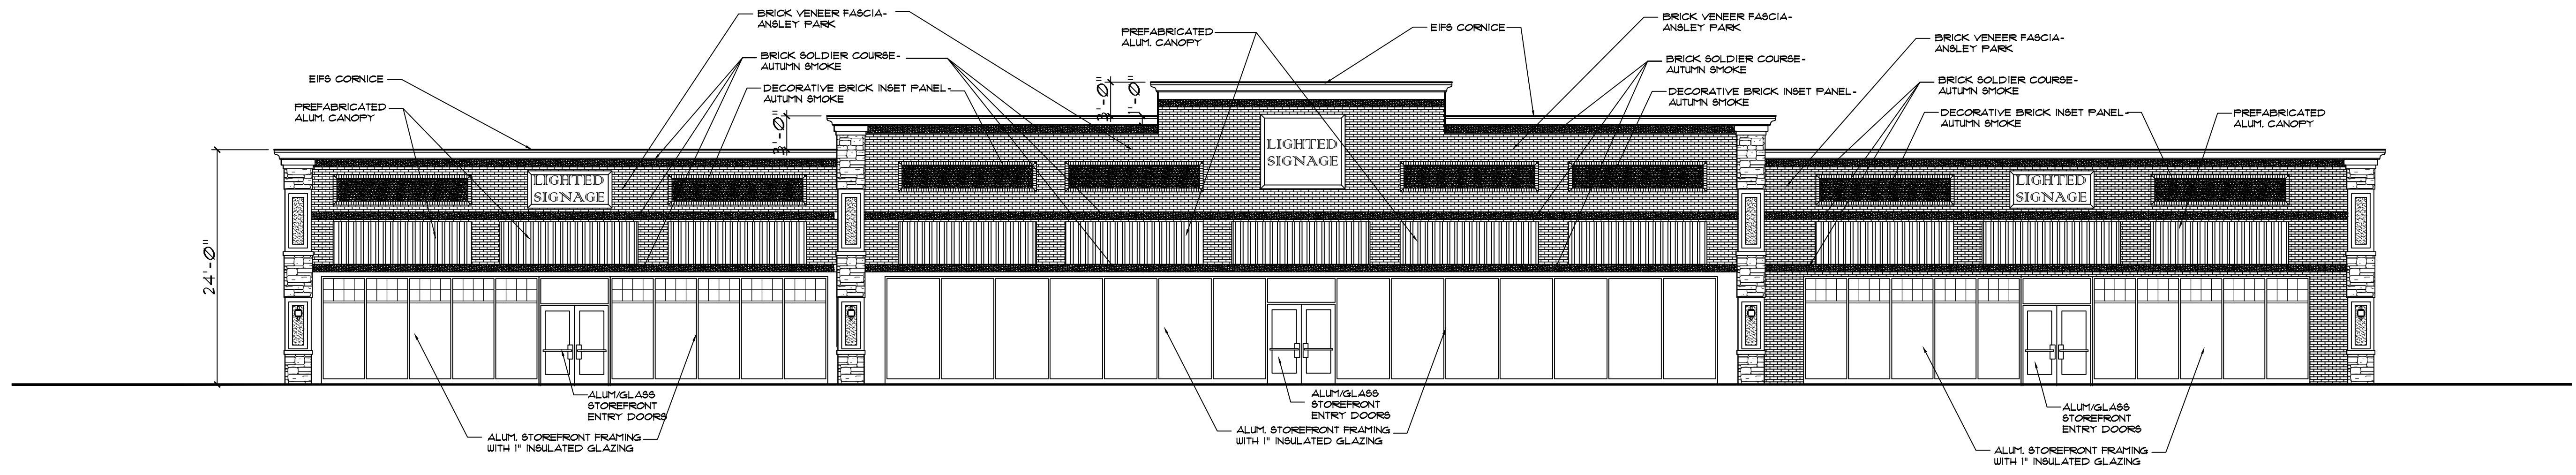 BRICK VENEER FASCIA-
ANSLEY PARK
BRICK SOLDIER COURSE-
AUTUMN SMOKE
DECORATIVE BRICK INSET PANEL-
AUTUMN SMOKE
EIFS CORNICE
PREFABRICATED
ALUM. CANOPY
PREFABRICATED
ALUM. CANOPY
EIFS CORNICE
BRICK VENEER FASCIA-
ANSLEY PARK
BRICK SOLDIER COURSE-
AUTUMN SMOKE
DECORATIVE BRICK INSET PANEL-
AUTUMN SMOKE
BRICK VENEER FASCIA-
ANSLEY PARK
BRICK SOLDIER COURSE-
AUTUMN SMOKE
DECORATIVE BRICK INSET PANEL-
AUTUMN SMOKE
PREFABRICATED
ALUM. CANOPY
3'-0"
3'-0"
1'-0"
24'-0"
LIGHTED
SIGNAGE
LIGHTED
SIGNAGE
LIGHTED
SIGNAGE
ALUM/GLASS
STOREFRONT
ENTRY DOORS
ALUM. STOREFRONT FRAMING
WITH 1" INSULATED GLAZING
ALUM/GLASS
STOREFRONT
ENTRY DOORS
ALUM. STOREFRONT FRAMING
WITH 1" INSULATED GLAZING
ALUM/GLASS
STOREFRONT
ENTRY DOORS
ALUM. STOREFRONT FRAMING
WITH 1" INSULATED GLAZING